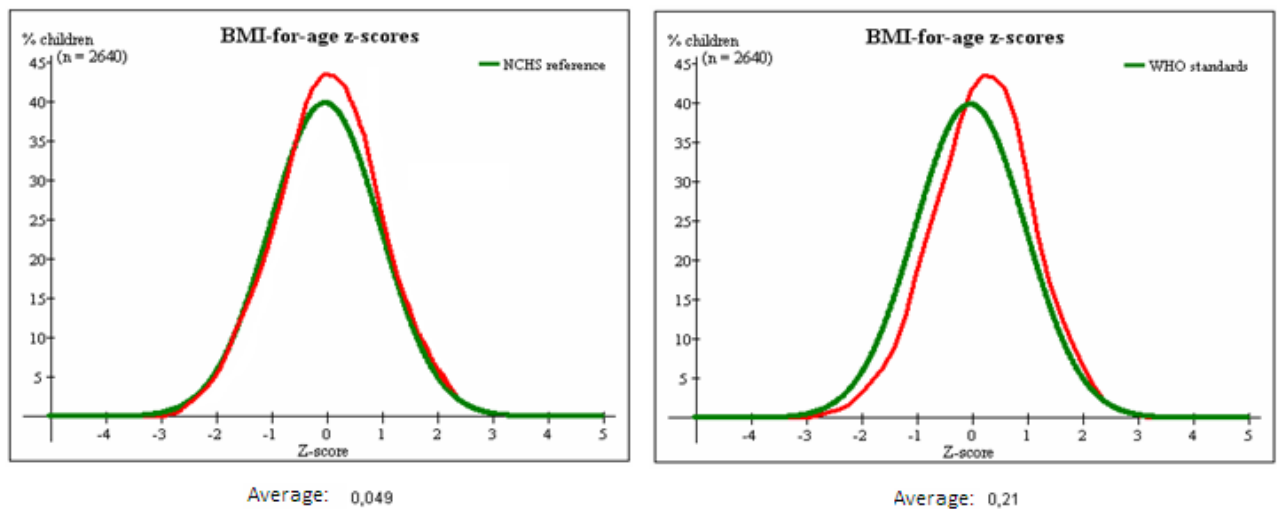 BMI-for-age z-scores
% children
(n = 2640)
NCHS reference
45
40
35
30
25
20
15
10
5
-4 -3 -2 -1 0 1 2 3 4 5
Z-score
Average: 0,049
BMI-for-age z-scores
% children
(n = 2640)
WHO standards
45
40
35
30
25
20
15
10
5
-4 -3 -2 -1 0 1 2 3 4 5
Z-score
Average: 0,21